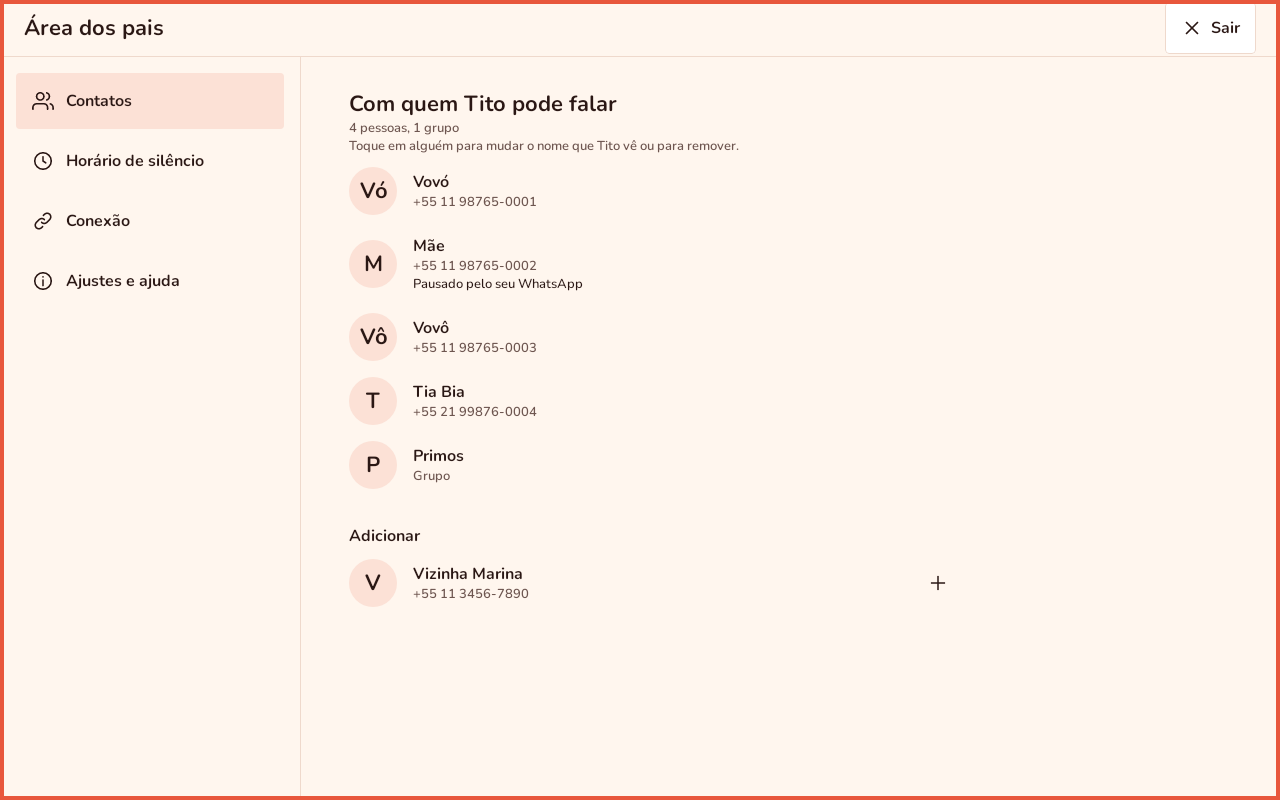 Área dos pais
Sair
Contatos
Horário de silêncio
Conexão
Ajustes e ajuda
Com quem Tito pode falar
4 pessoas, 1 grupo
Toque em alguém para mudar o nome que Tito vê ou para remover.
Vó
Vovó
+55 11 98765-0001
M
Mãe
+55 11 98765-0002
Pausado pelo seu WhatsApp
Vô
Vovô
+55 11 98765-0003
T
Tia Bia
+55 21 99876-0004
P
Primos
Grupo
Adicionar
V
Vizinha Marina
+55 11 3456-7890